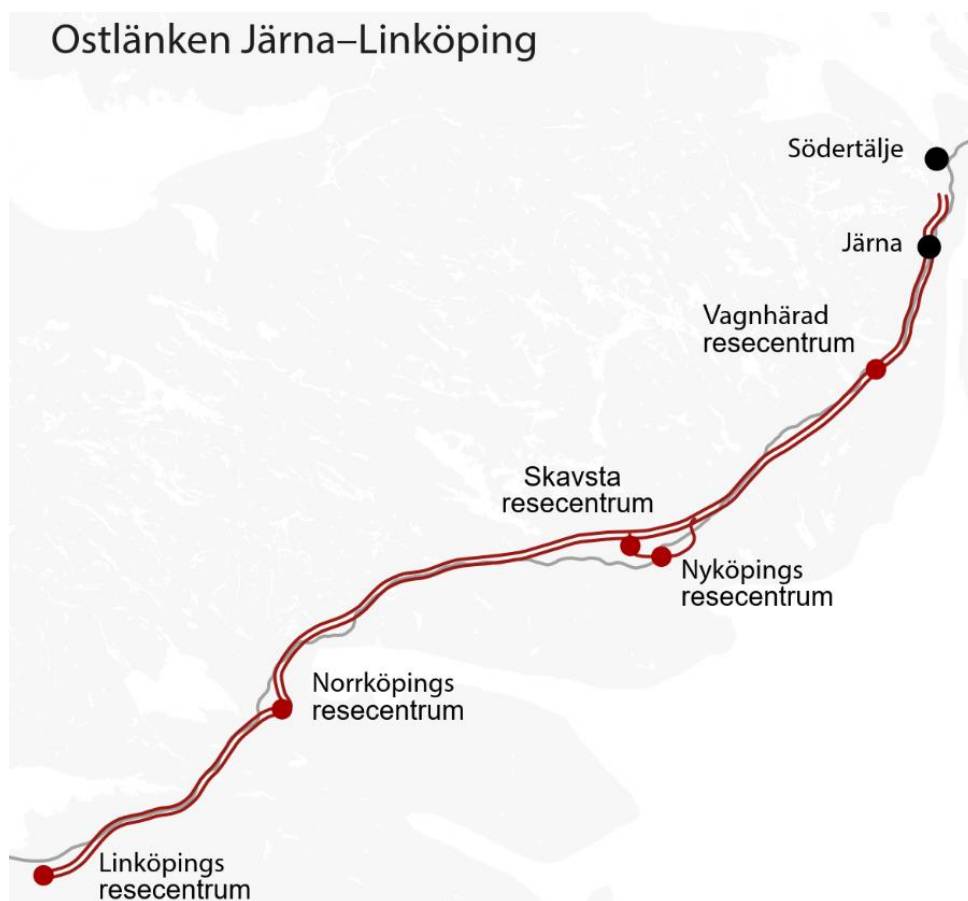 Ostlänken Järna–Linköping
Södertälje
Järna
Vagnhärad
resecentrum
Skavsta
resecentrum
Nyköpings
resecentrum
Norrköpings
resecentrum
Linköpings
resecentrum